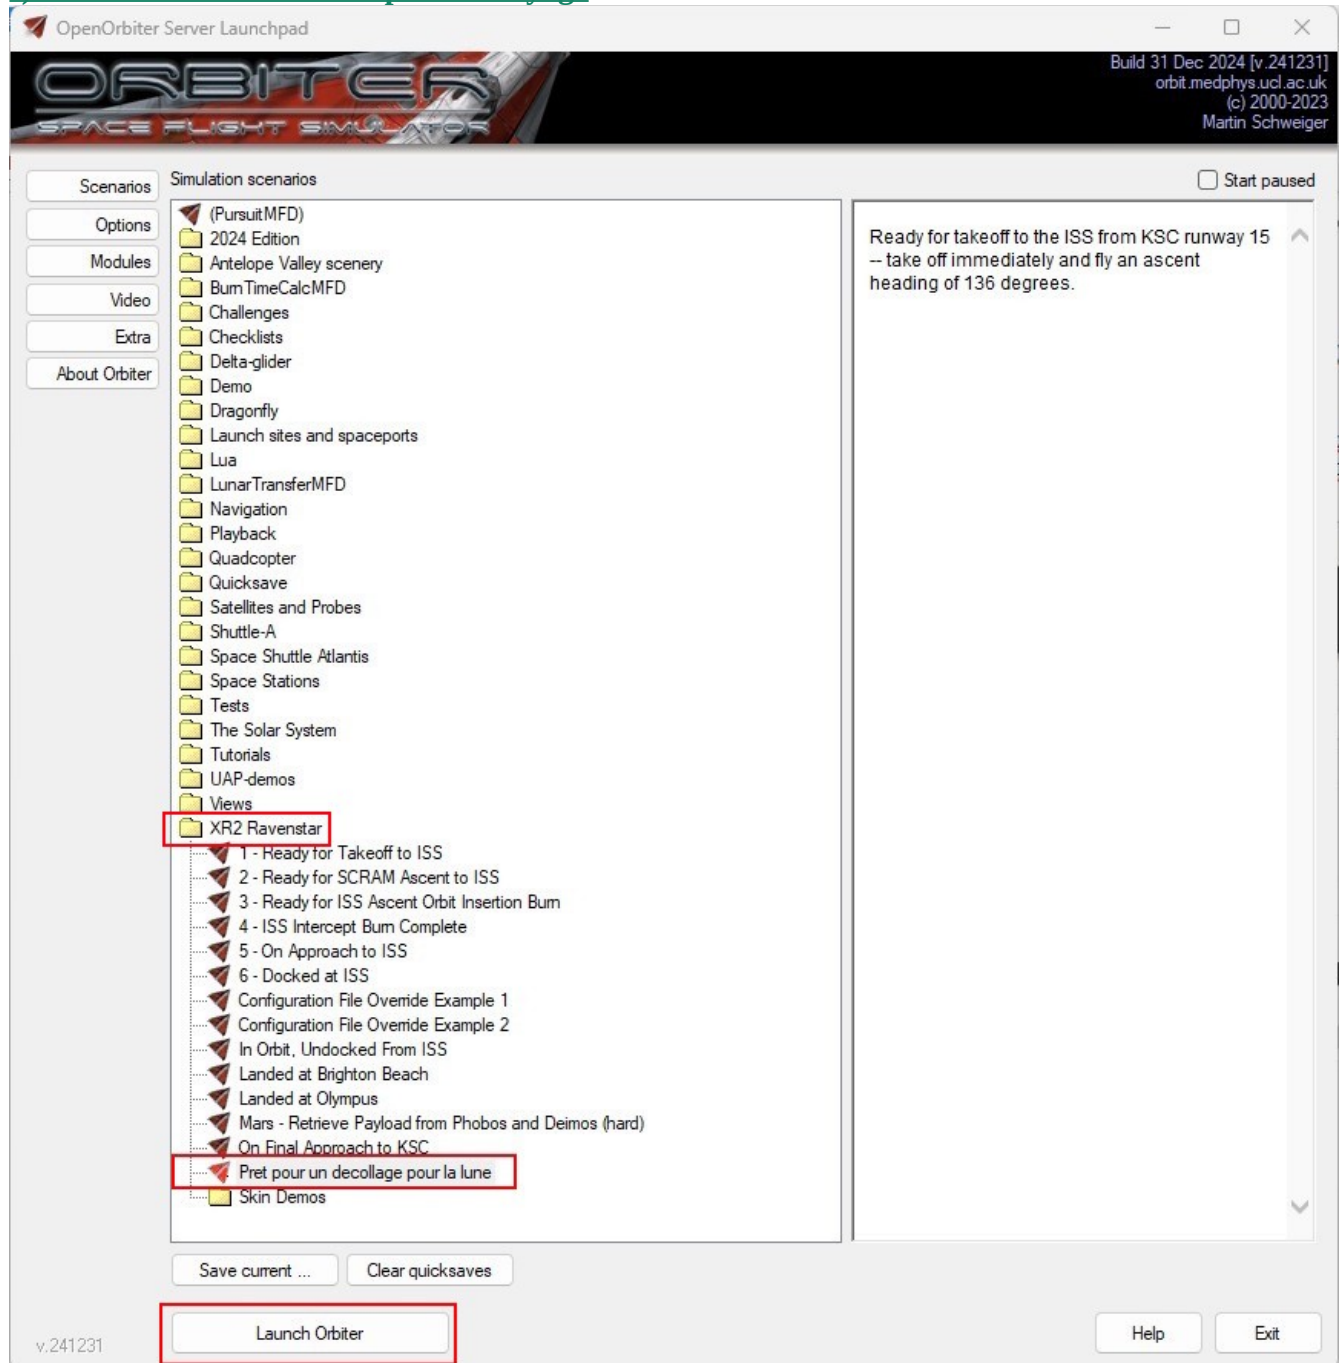 OpenOrbiter Server Launchpad
ORBITER
SPACE FLIGHT SIMULATOR
Build 31 Dec 2024 [v.241231]
orbit.medphys.ucl.ac.uk
(c) 2000-2023
Martin Schweiger
Scenarios
Options
Modules
Video
Extra
About Orbiter
Simulation scenarios
Start paused
(PursuitMFD)
2024 Edition
Antelope Valley scenery
BurnTimeCalcMFD
Challenges
Checklists
Delta-glider
Demo
Dragonfly
Launch sites and spaceports
Lua
LunarTransferMFD
Navigation
Playback
Quadcopter
Quicksave
Satellites and Probes
Shuttle-A
Space Shuttle Atlantis
Space Stations
Tests
The Solar System
Tutorials
UAP-demos
Views
XR2 Ravenstar
1 - Ready for Takeoff to ISS
2 - Ready for SCRAM Ascent to ISS
3 - Ready for ISS Ascent Orbit Insertion Burn
4 - ISS Intercept Burn Complete
5 - On Approach to ISS
6 - Docked at ISS
Configuration File Override Example 1
Configuration File Override Example 2
In Orbit, Undocked From ISS
Landed at Brighton Beach
Landed at Olympus
Mars - Retrieve Payload from Phobos and Deimos (hard)
On Final Approach to KSC
Pret pour un decollage pour la lune
Skin Demos
Ready for takeoff to the ISS from KSC runway 15
-- take off immediately and fly an ascent
heading of 136 degrees.
Save current ...
Clear quicksaves
v.241231
Launch Orbiter
Help
Exit